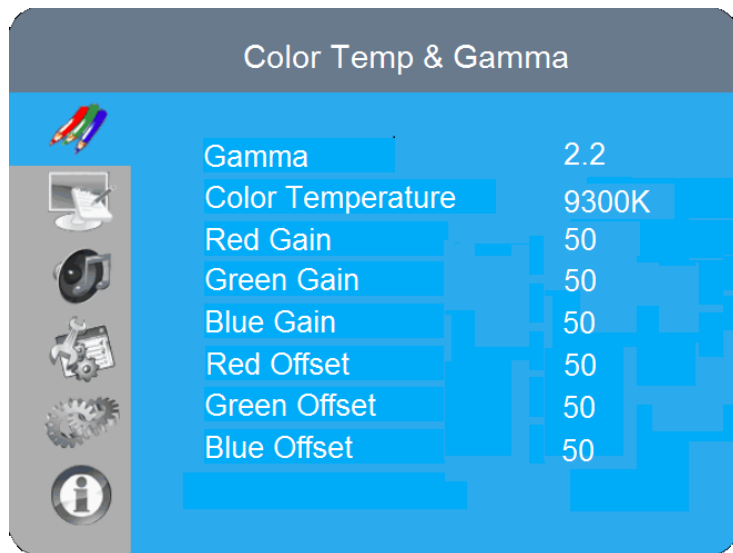 Color Temp & Gamma
Gamma 2.2
Color Temperature 9300K
Red Gain 50
Green Gain 50
Blue Gain 50
Red Offset 50
Green Offset 50
Blue Offset 50